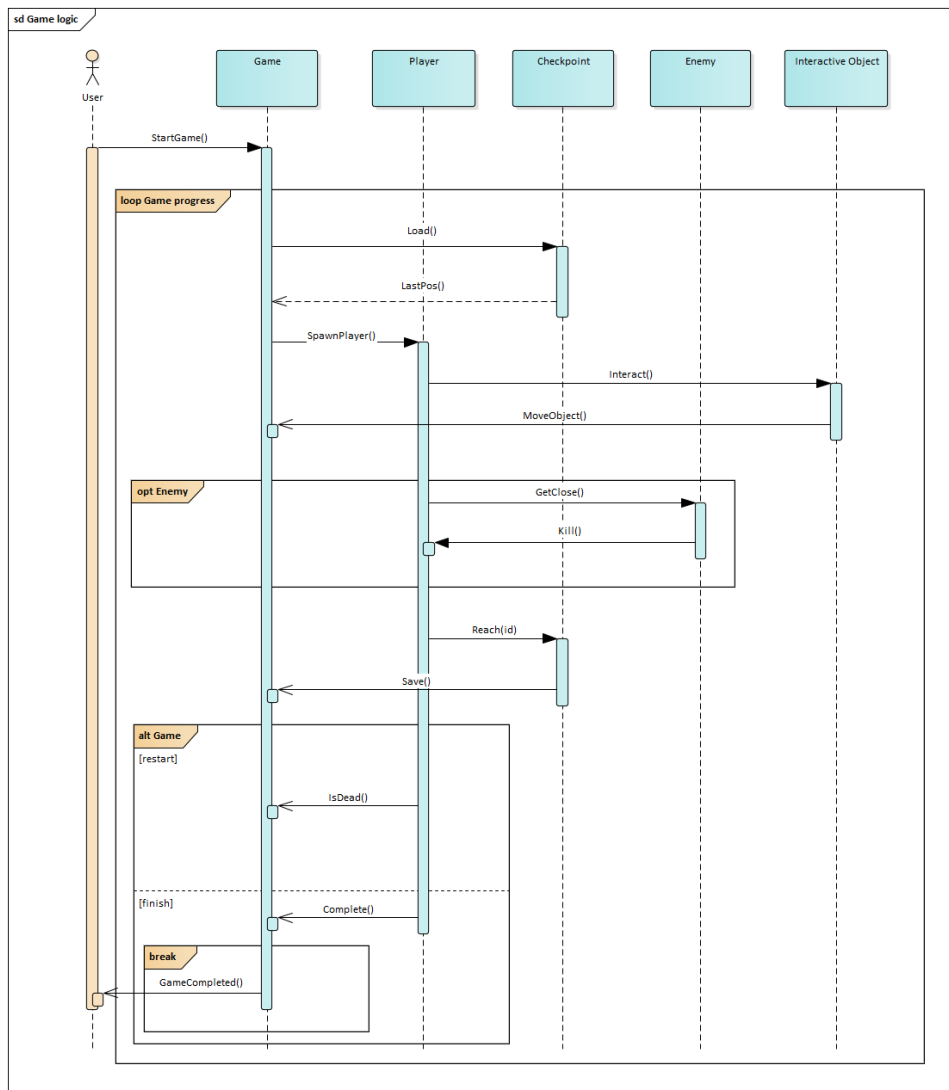 sd Game logic
User
Game
Player
Checkpoint
Enemy
Interactive Object
StartGame()
loop Game progress
Load()
LastPos()
SpawnPlayer()
Interact()
MoveObject()
opt Enemy
GetClose()
Kill()
Reach(id)
Save()
alt Game
[restart]
IsDead()
[finish]
Complete()
break
GameCompleted()